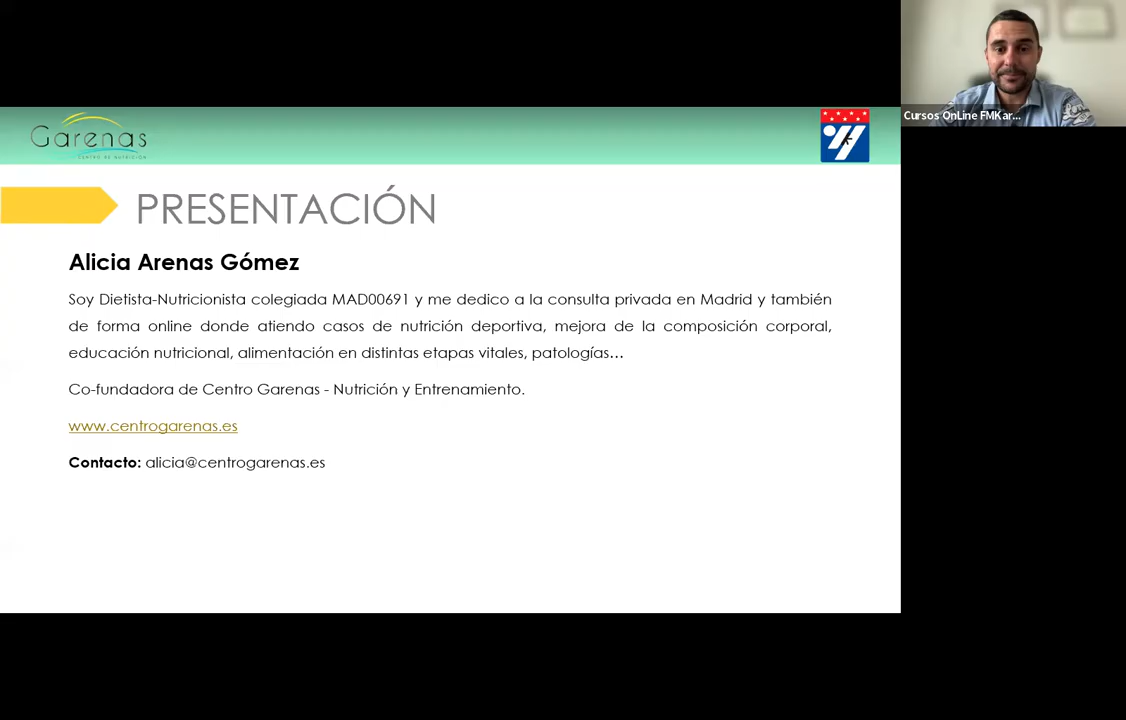 Cursos OnLine FMKar...
Garenas
CENTRO DE NUTRICIÓN
PRESENTACIÓN
Alicia Arenas Gómez
Soy Dietista-Nutricionista colegiada MAD00691 y me dedico a la consulta privada en Madrid y también
de forma online donde atiendo casos de nutrición deportiva, mejora de la composición corporal,
educación nutricional, alimentación en distintas etapas vitales, patologías…
Co-fundadora de Centro Garenas - Nutrición y Entrenamiento.
www.centrogarenas.es
Contacto: alicia@centrogarenas.es